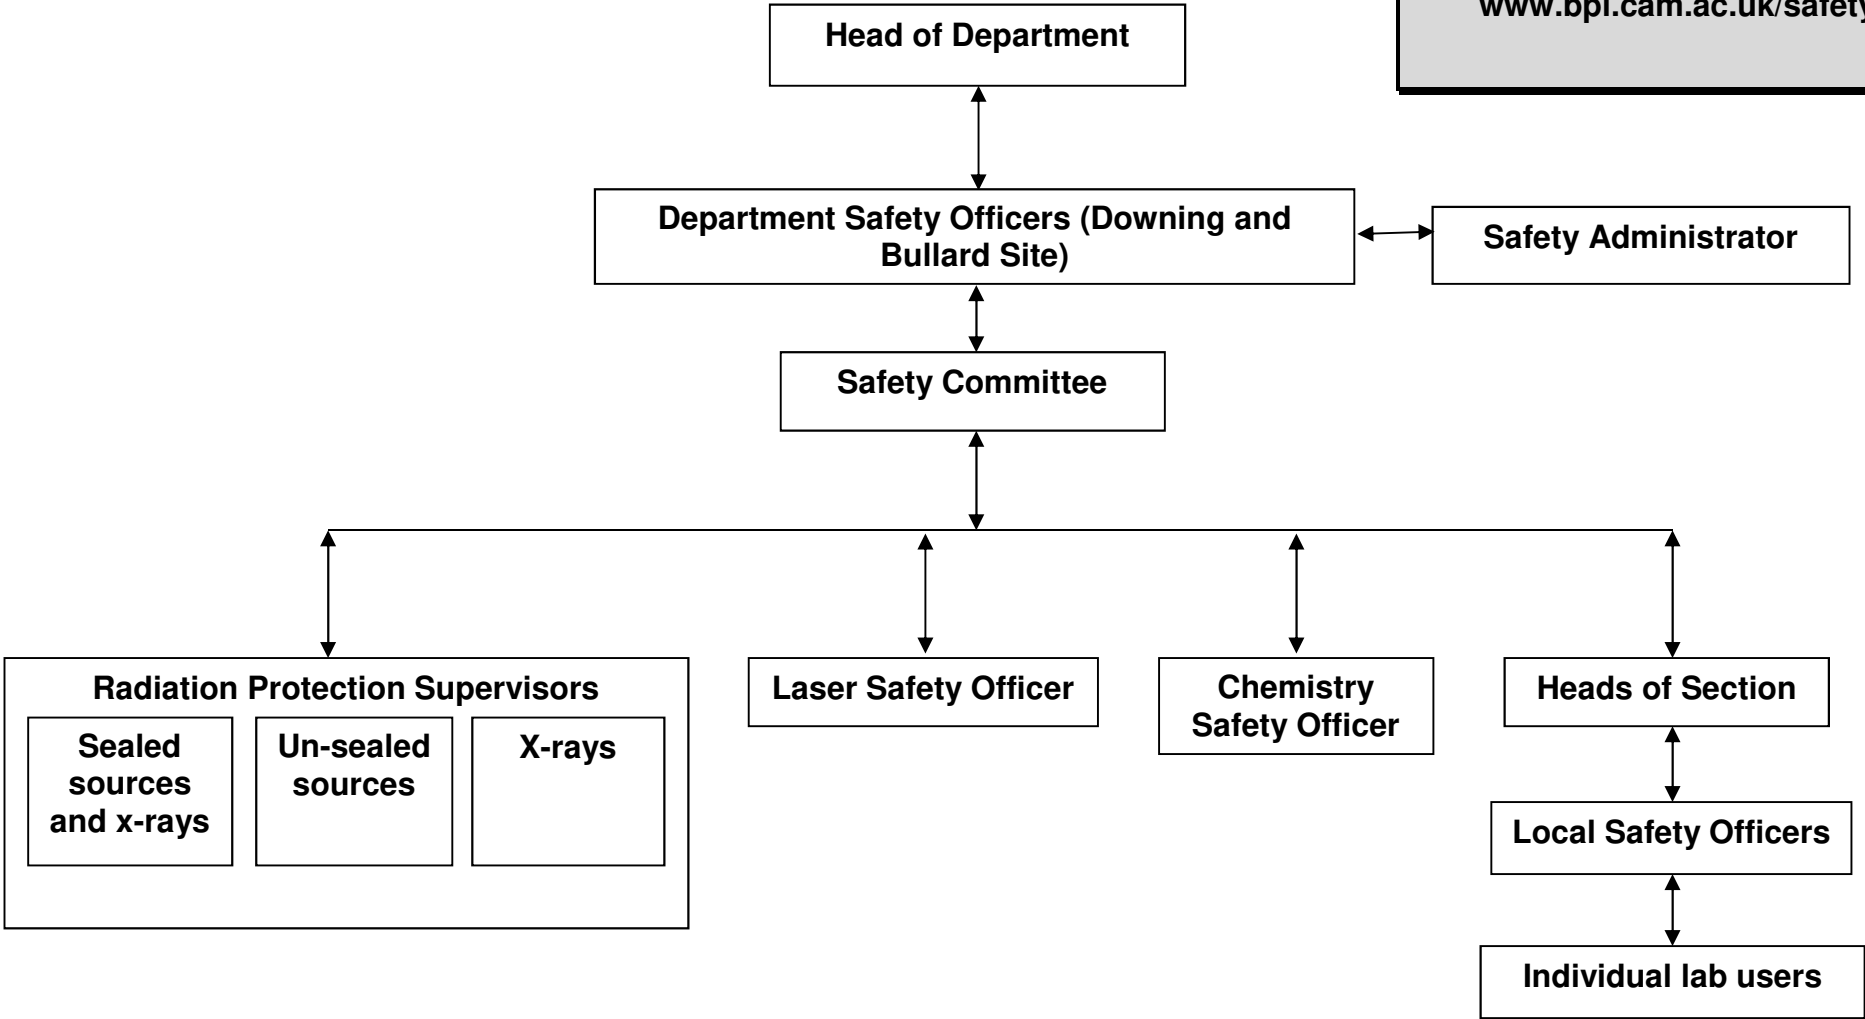 www.bpi.cam.ac.uk/safety
Head of Department
Department Safety Officers (Downing and
Bullard Site)
Safety Administrator
Safety Committee
Radiation Protection Supervisors
Sealed
sources
and x-rays
Un-sealed
sources
X-rays
Laser Safety Officer
Chemistry
Safety Officer
Heads of Section
Local Safety Officers
Individual lab users